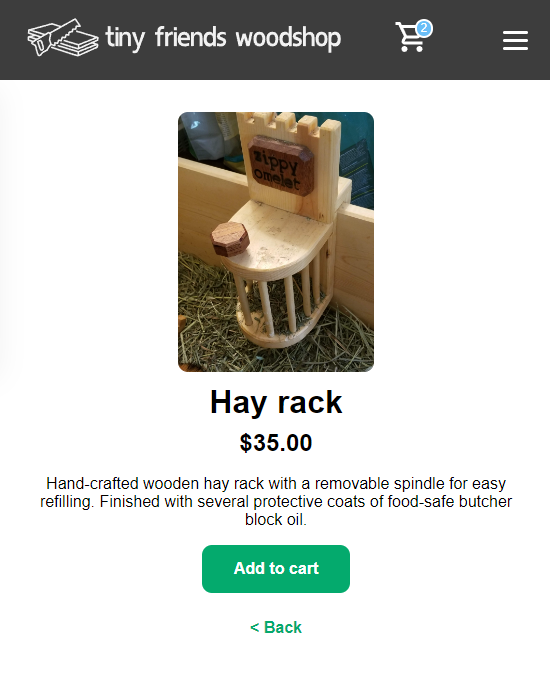 tiny friends woodshop
2
zippy
omelet
Hay rack
$35.00
Hand-crafted wooden hay rack with a removable spindle for easy
refilling. Finished with several protective coats of food-safe butcher
block oil.
Add to cart
< Back